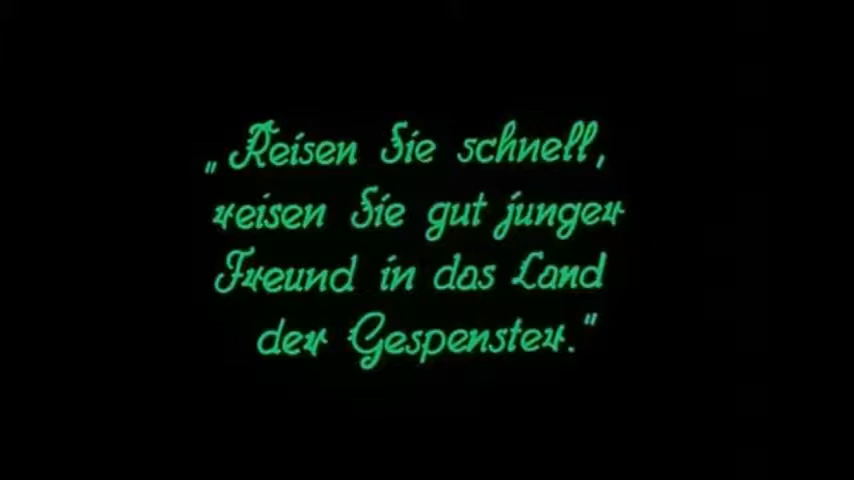 „Reisen Sie schnell,
reisen Sie gut junger
Freund in das Land
der Gespenster."